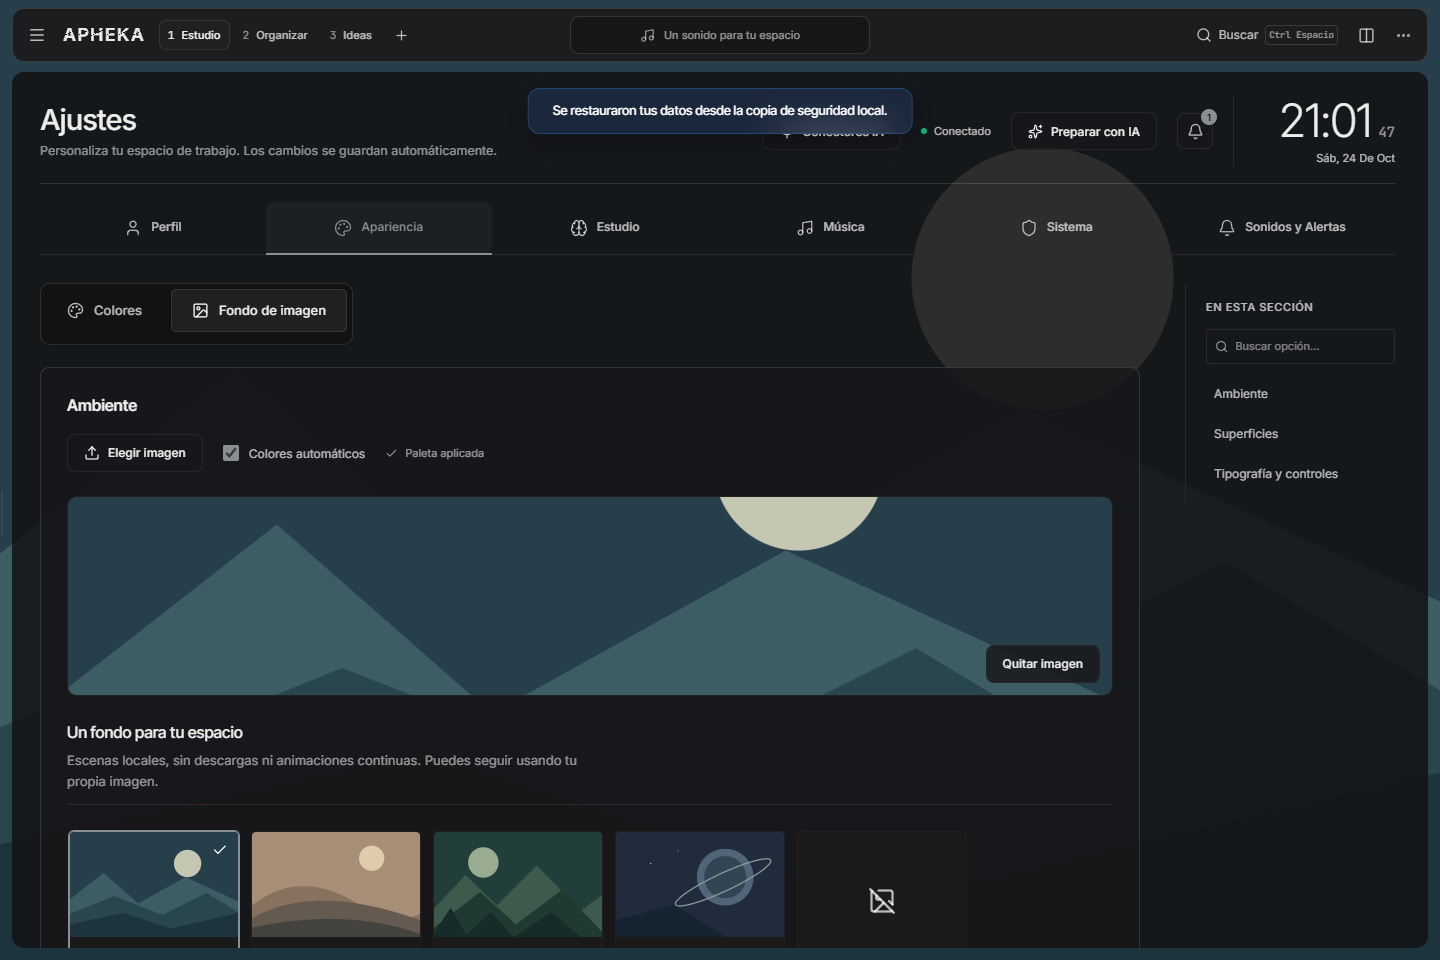 APHEKA
1 Estudio
2 Organizar
3 Ideas
Un sonido para tu espacio
Buscar
Ctrl Espacio
Ajustes
Personaliza tu espacio de trabajo. Los cambios se guardan automáticamente.
Se restauraron tus datos desde la copia de seguridad local.
Conectado
Preparar con IA
1
21:01 47
Sáb, 24 De Oct
Perfil
Apariencia
Estudio
Música
Sistema
Sonidos y Alertas
Colores
Fondo de imagen
EN ESTA SECCIÓN
Buscar opción...
Ambiente
Superficies
Tipografía y controles
Ambiente
Elegir imagen
Colores automáticos
Paleta aplicada
Quitar imagen
Un fondo para tu espacio
Escenas locales, sin descargas ni animaciones continuas. Puedes seguir usando tu
propia imagen.